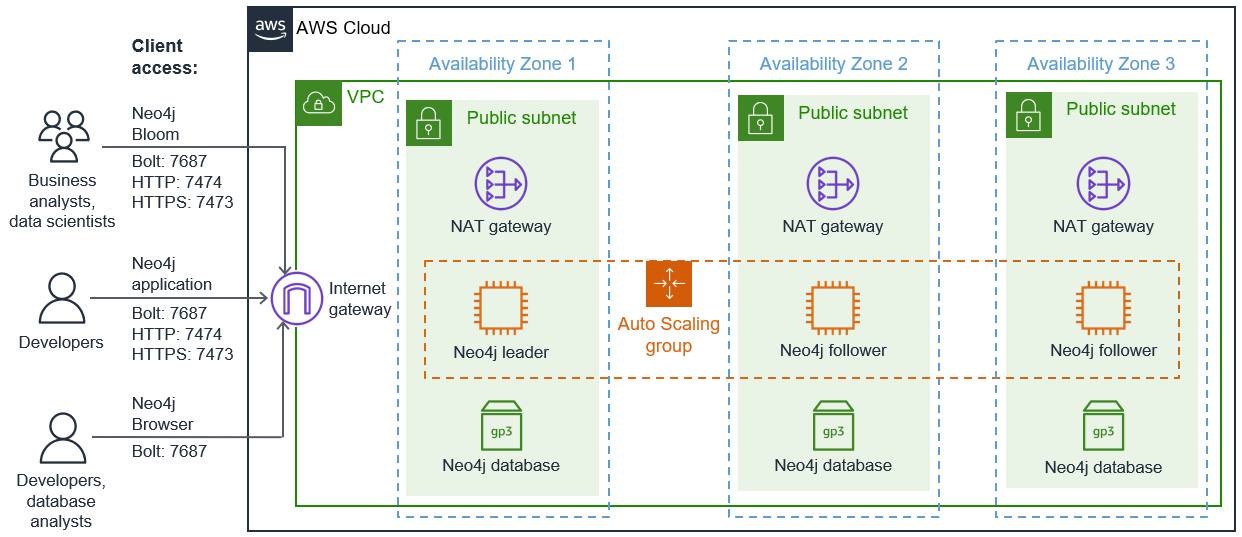 aws
AWS Cloud
Client
access:
Availability Zone 1
Availability Zone 2
Availability Zone 3
VPC
Public subnet
Public subnet
Public subnet
Neo4j
Bloom
Bolt: 7687
HTTP: 7474
HTTPS: 7473
Business
analysts,
data scientists
NAT gateway
NAT gateway
NAT gateway
Neo4j
application
Bolt: 7687
HTTP: 7474
HTTPS: 7473
Developers
Internet
gateway
Neo4j leader
Auto Scaling
group
Neo4j follower
Neo4j follower
Neo4j
Browser
Bolt: 7687
Developers,
database
analysts
gp3
Neo4j database
gp3
Neo4j database
gp3
Neo4j database